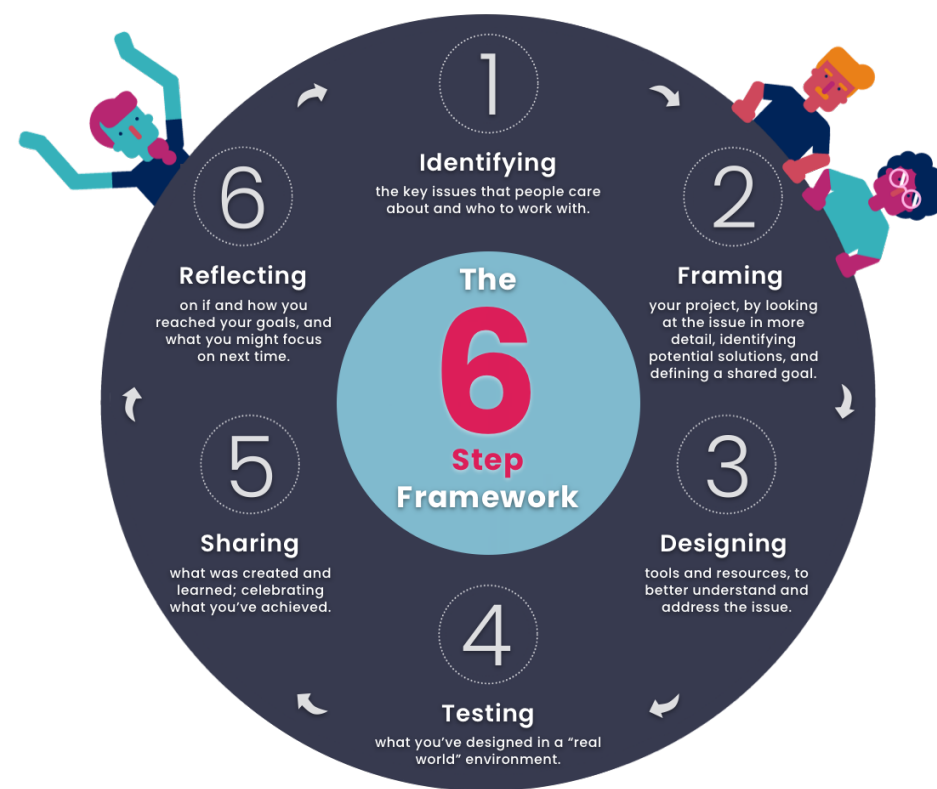 1
Identifying
the key issues that people care
about and who to work with.
2
Framing
your project, by looking
at the issue in more
detail, identifying
potential solutions, and
defining a shared goal.
3
Designing
tools and resources, to
better understand and
address the issue.
4
Testing
what you’ve designed in a “real
world” environment.
5
Sharing
what was created and
learned; celebrating
what you’ve achieved.
6
Reflecting
on if and how you
reached your goals, and
what you might focus
on next time.
The
6
Step
Framework